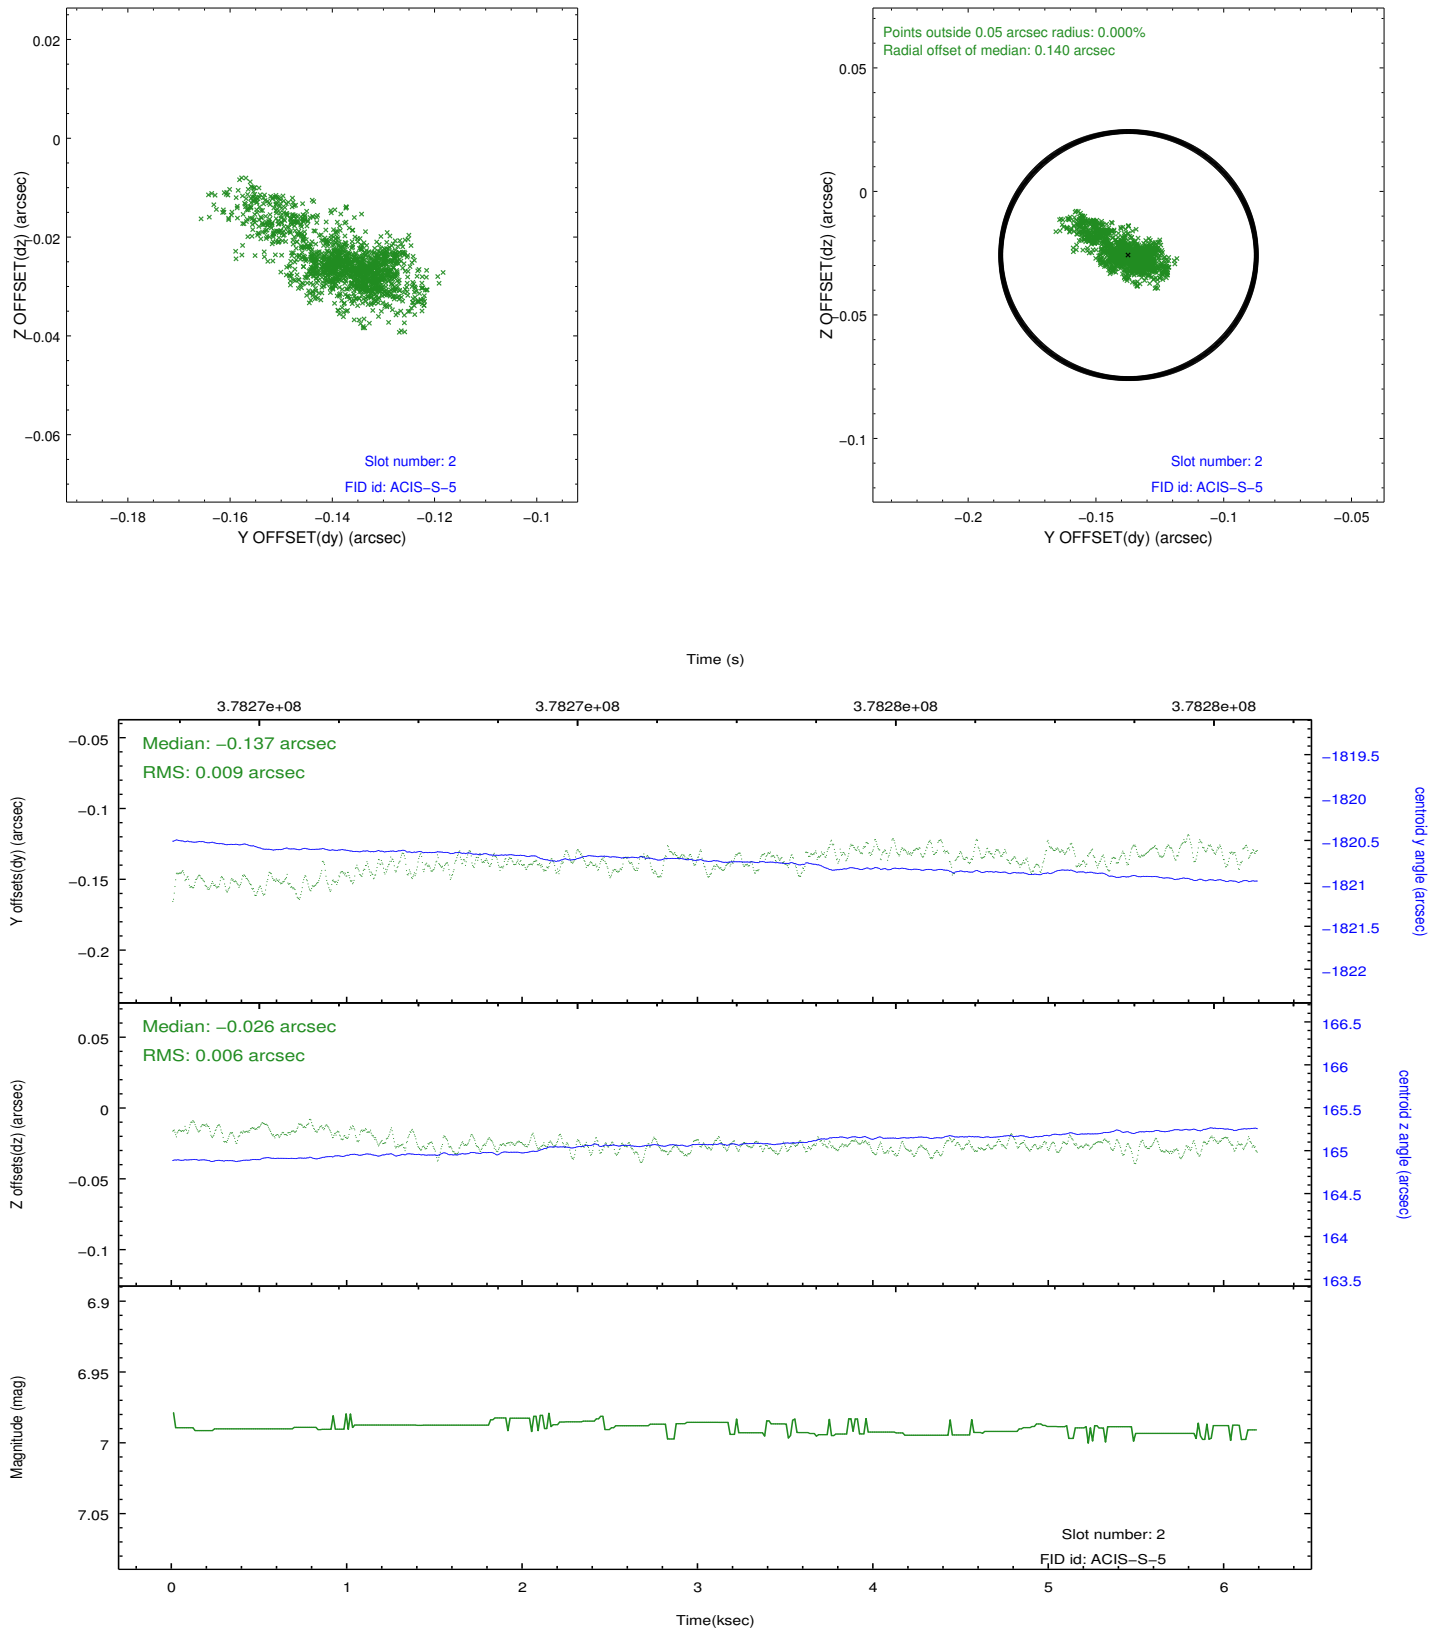 0.02
0
−0.02
−0.04
−0.06
Z OFFSET(dz) (arcsec)
Slot number: 2
FID id: ACIS−S−5
−0.18
−0.16
−0.14
−0.12
−0.1
Y OFFSET(dy) (arcsec)
Points outside 0.05 arcsec radius: 0.000%
Radial offset of median: 0.140 arcsec
0.05
0
−0.05
−0.1
Z OFFSET(dz) (arcsec)
Slot number: 2
FID id: ACIS−S−5
−0.2
−0.15
−0.1
−0.05
Y OFFSET(dy) (arcsec)
Time (s)
3.7827e+08
3.7827e+08
3.7828e+08
3.7828e+08
Median: −0.137 arcsec
RMS: 0.009 arcsec
−0.05
−0.1
−0.15
−0.2
Y offsets(dy) (arcsec)
−1819.5
−1820
−1820.5
−1821
−1821.5
−1822
centroid y angle (arcsec)
Median: −0.026 arcsec
RMS: 0.006 arcsec
0.05
0
−0.05
−0.1
Z offsets(dz) (arcsec)
166.5
166
165.5
165
164.5
164
163.5
centroid z angle (arcsec)
6.9
6.95
7
7.05
Magnitude (mag)
Slot number: 2
FID id: ACIS−S−5
0
1
2
3
4
5
6
Time(ksec)